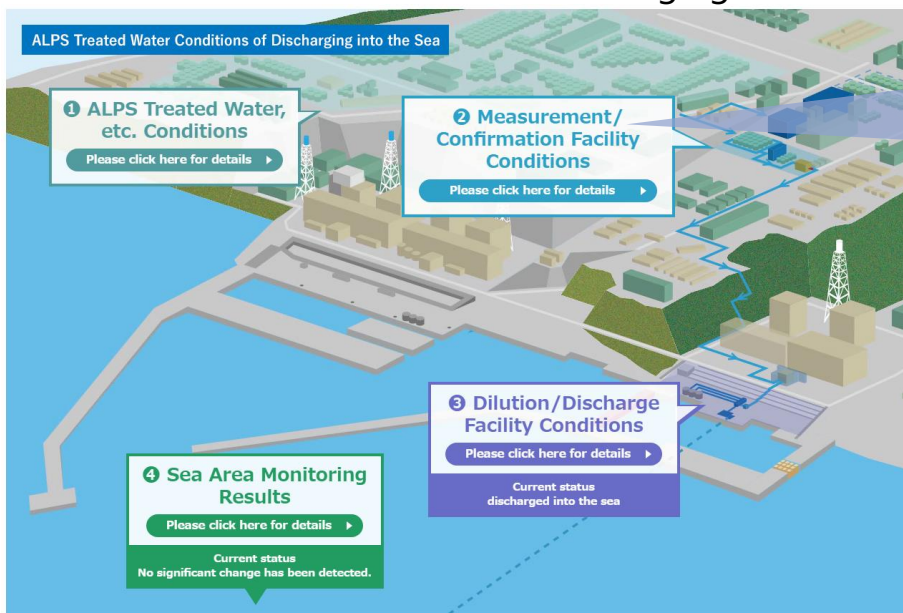 ALPS Treated Water Conditions of Discharging into the Sea
❶ ALPS Treated Water,
etc. Conditions
Please click here for details
❷ Measurement/
Confirmation Facility
Conditions
Please click here for details
❸ Dilution/Discharge
Facility Conditions
Please click here for details
Current status
discharged into the sea
❹ Sea Area Monitoring
Results
Please click here for details
Current status
No significant change has been detected.